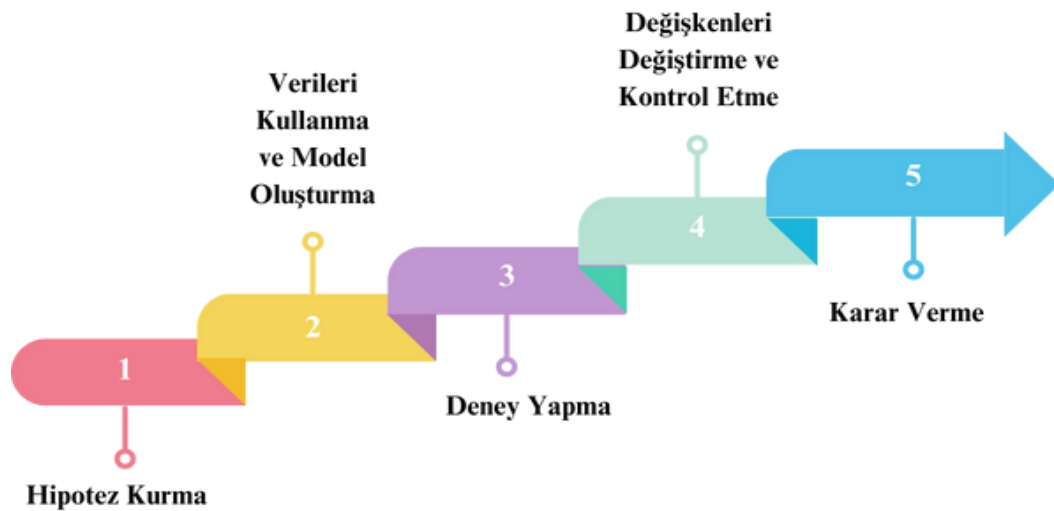 1
Hipotez Kurma
Verileri
Kullanma
ve Model
Oluşturma
2
3
Deney Yapma
Değişkenleri
Değiştirme ve
Kontrol Etme
4
5
Karar Verme